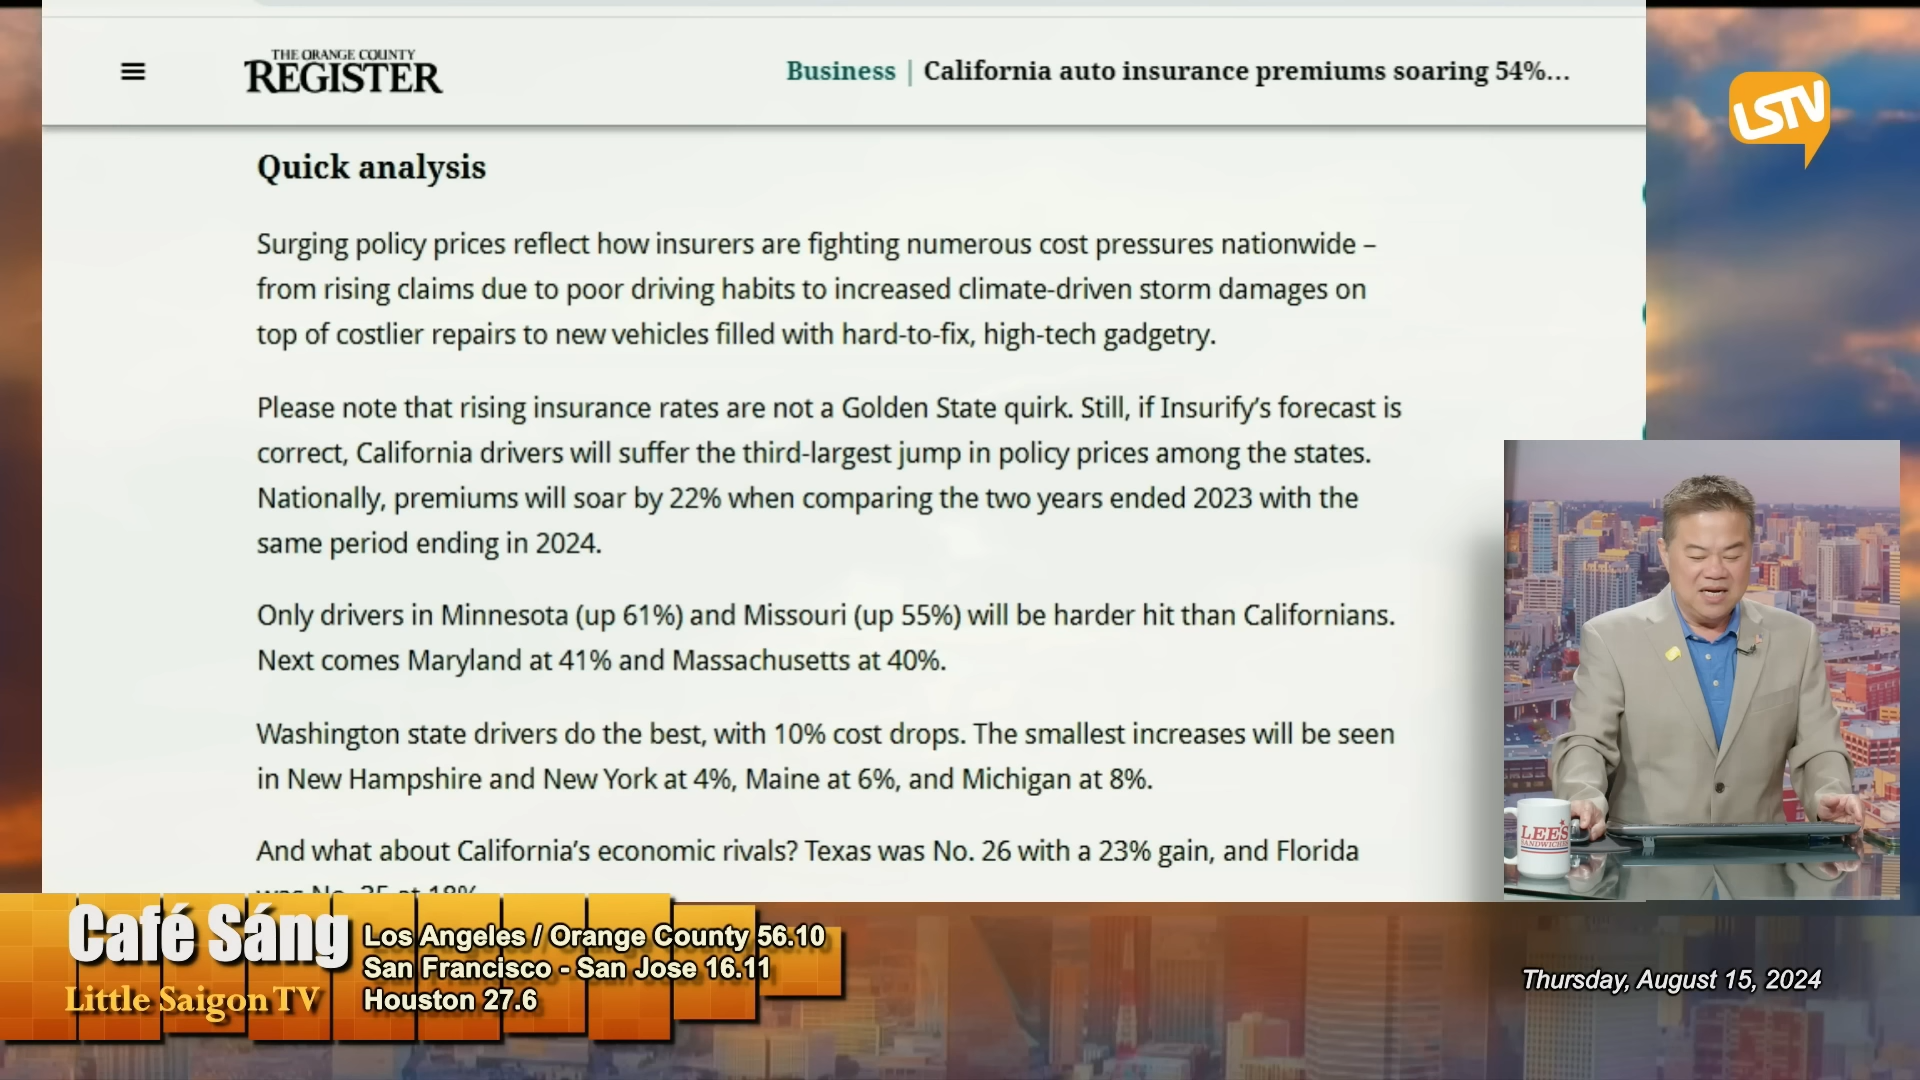 THE ORANGE COUNTY
REGISTER
Business | California auto insurance premiums soaring 54%...
LSTV
Quick analysis
Surging policy prices reflect how insurers are fighting numerous cost pressures nationwide –
from rising claims due to poor driving habits to increased climate-driven storm damages on
top of costlier repairs to new vehicles filled with hard-to-fix, high-tech gadgetry.
Please note that rising insurance rates are not a Golden State quirk. Still, if Insurify's forecast is
correct, California drivers will suffer the third-largest jump in policy prices among the states.
Nationally, premiums will soar by 22% when comparing the two years ended 2023 with the
same period ending in 2024.
Only drivers in Minnesota (up 61%) and Missouri (up 55%) will be harder hit than Californians.
Next comes Maryland at 41% and Massachusetts at 40%.
Washington state drivers do the best, with 10% cost drops. The smallest increases will be seen
in New Hampshire and New York at 4%, Maine at 6%, and Michigan at 8%.
And what about California's economic rivals? Texas was No. 26 with a 23% gain, and Florida
was No. 35 at 18%.
LEE'S
SANDWICHES
Café Sáng
Little Saigon TV
Los Angeles / Orange County 56.10
San Francisco - San Jose 16.11
Houston 27.6
Thursday, August 15, 2024